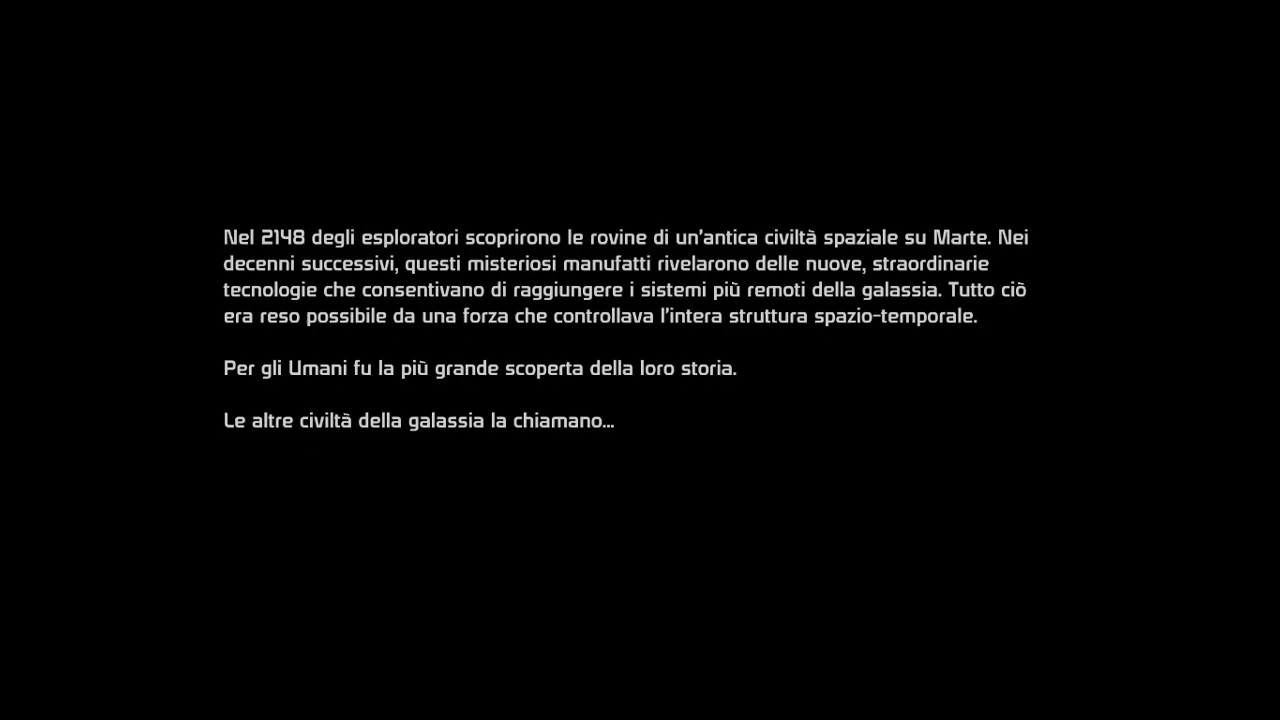 Nel 2148 degli esploratori scoprirono le rovine di un'antica civiltà spaziale su Marte. Nei
decenni successivi, questi misteriosi manufatti rivelarono delle nuove, straordinarie
tecnologie che consentivano di raggiungere i sistemi più remoti della galassia. Tutto ciò
era reso possibile da una forza che controllava l'intera struttura spazio-temporale.
Per gli Umani fu la più grande scoperta della loro storia.
Le altre civiltà della galassia la chiamano...